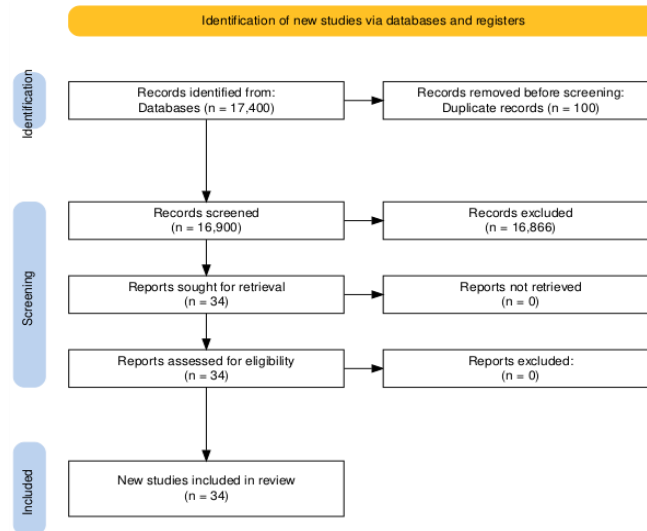 Identification of new studies via databases and registers
Identification
Records identified from:
Databases (n = 17,400)
Records removed before screening:
Duplicate records (n = 100)
Screening
Records screened
(n = 16,900)
Records excluded
(n = 16,866)
Reports sought for retrieval
(n = 34)
Reports not retrieved
(n = 0)
Reports assessed for eligibility
(n = 34)
Reports excluded:
(n = 0)
Included
New studies included in review
(n = 34)